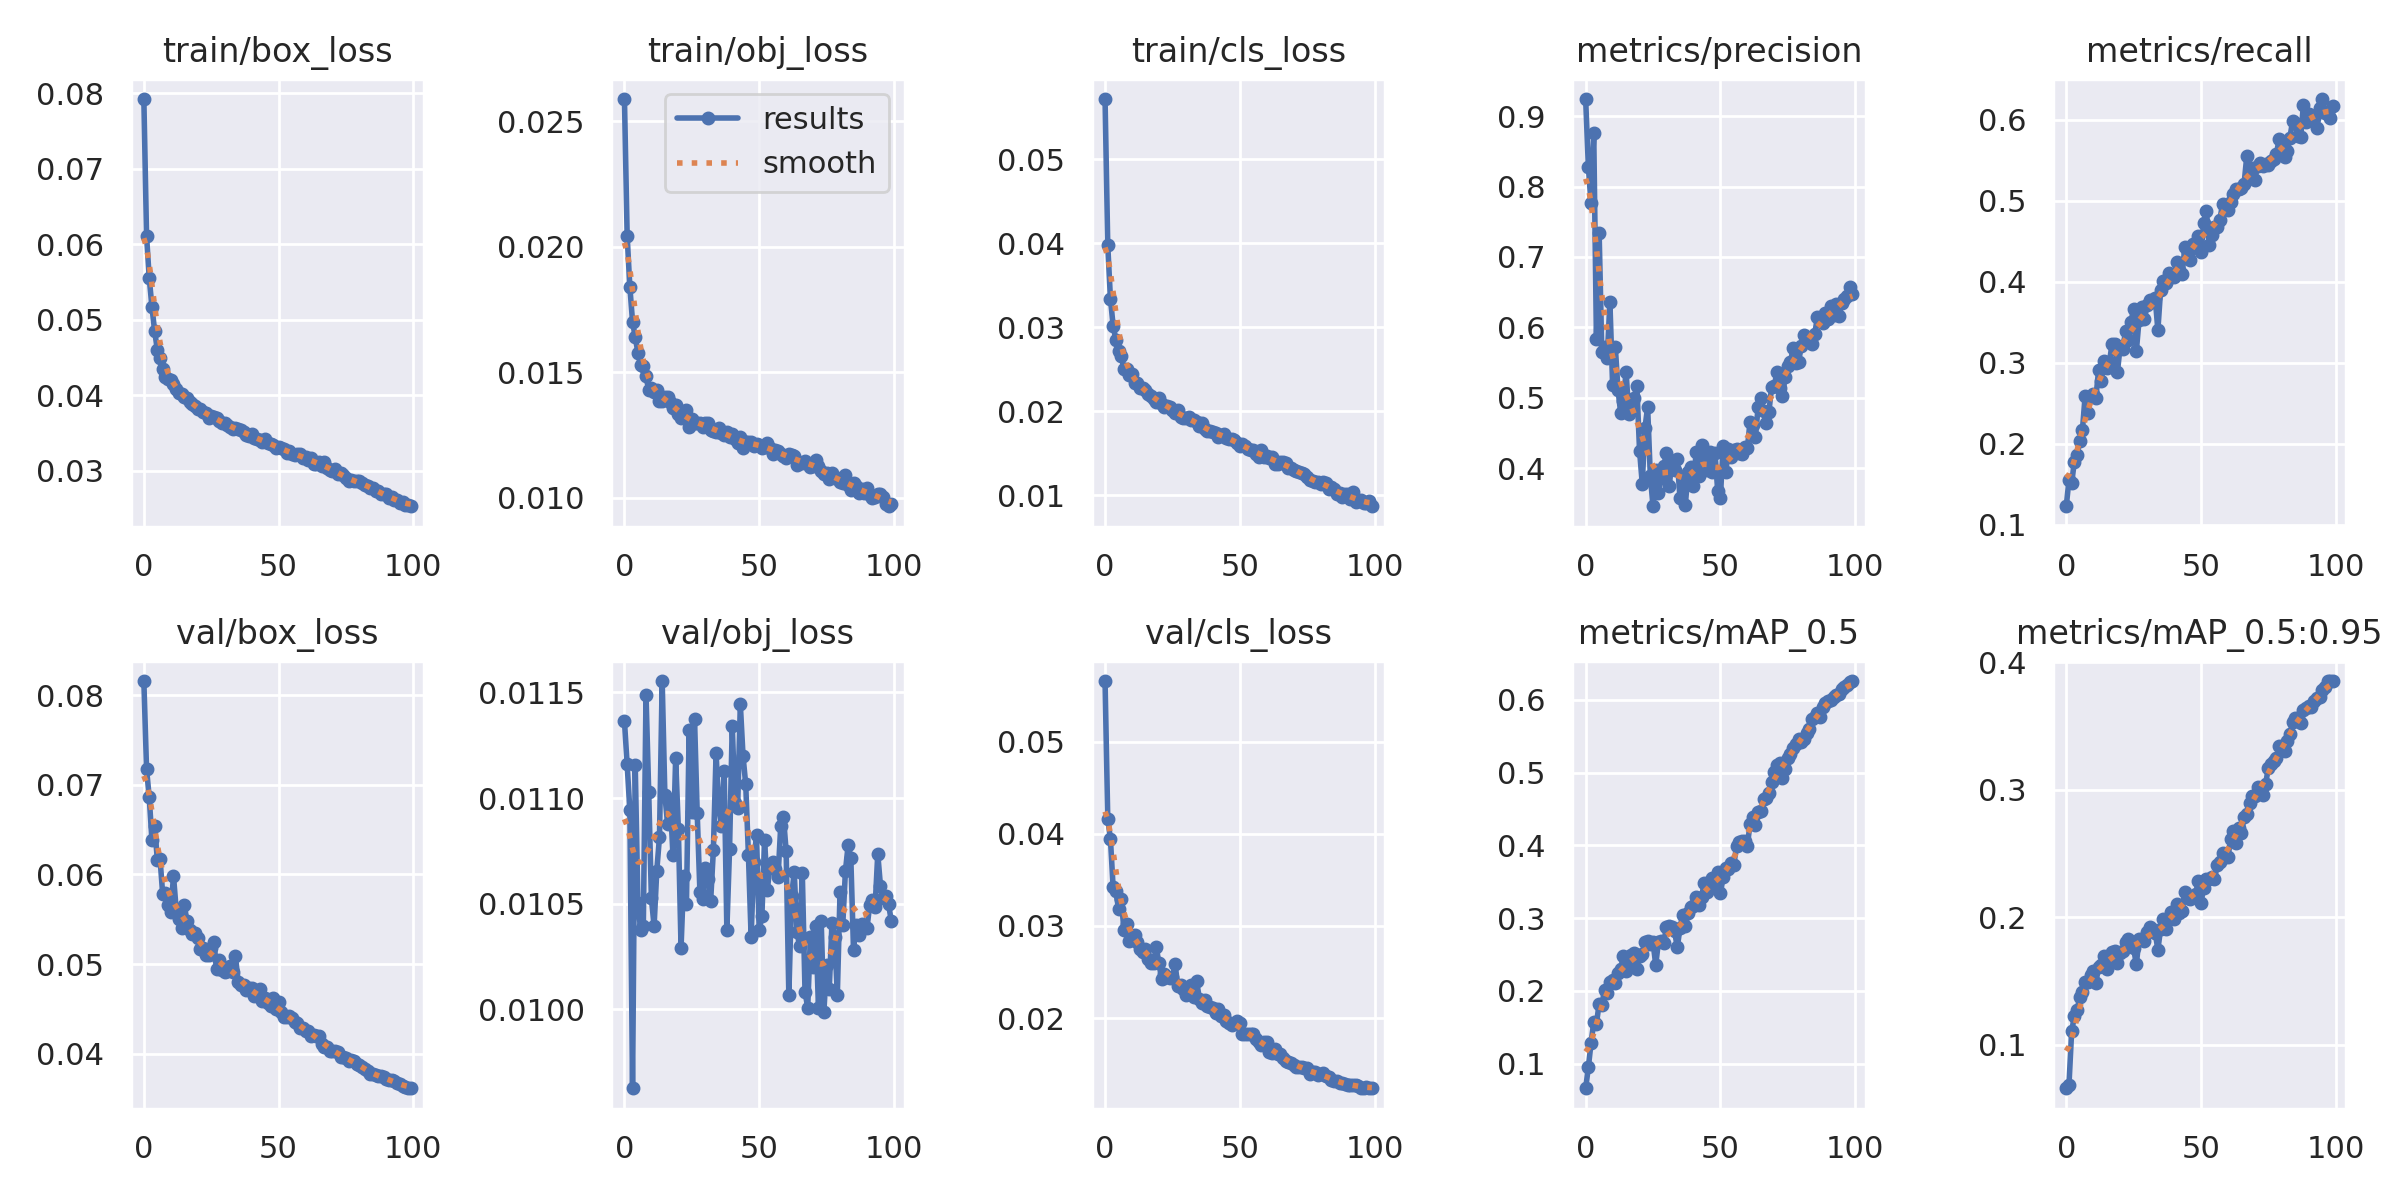 train/box_loss
0.08
0.07
0.06
0.05
0.04
0.03
0 50 100
train/obj_loss
results
smooth
0.025
0.020
0.015
0.010
0 50 100
train/cls_loss
0.05
0.04
0.03
0.02
0.01
0 50 100
metrics/precision
0.9
0.8
0.7
0.6
0.5
0.4
0 50 100
metrics/recall
0.6
0.5
0.4
0.3
0.2
0.1
0 50 100
val/box_loss
0.08
0.07
0.06
0.05
0.04
0 50 100
val/obj_loss
0.0115
0.0110
0.0105
0.0100
0 50 100
val/cls_loss
0.05
0.04
0.03
0.02
0 50 100
metrics/mAP_0.5
0.6
0.5
0.4
0.3
0.2
0.1
0 50 100
metrics/mAP_0.5:0.95
0.4
0.3
0.2
0.1
0 50 100